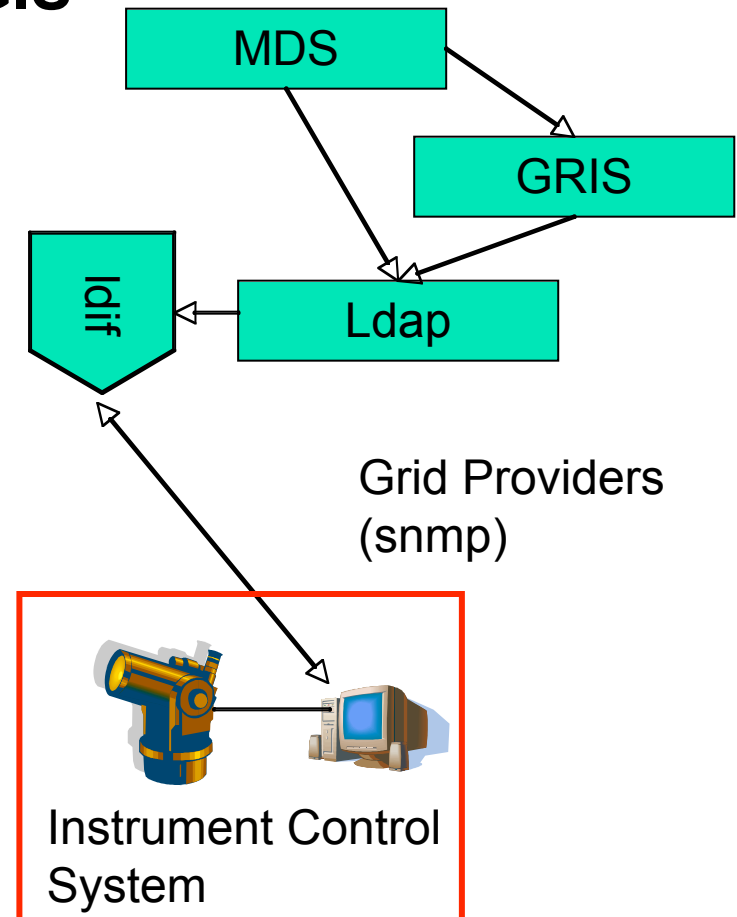 MDS
GRIS
ldif
Ldap
Grid Providers
(snmp)
Instrument Control
System